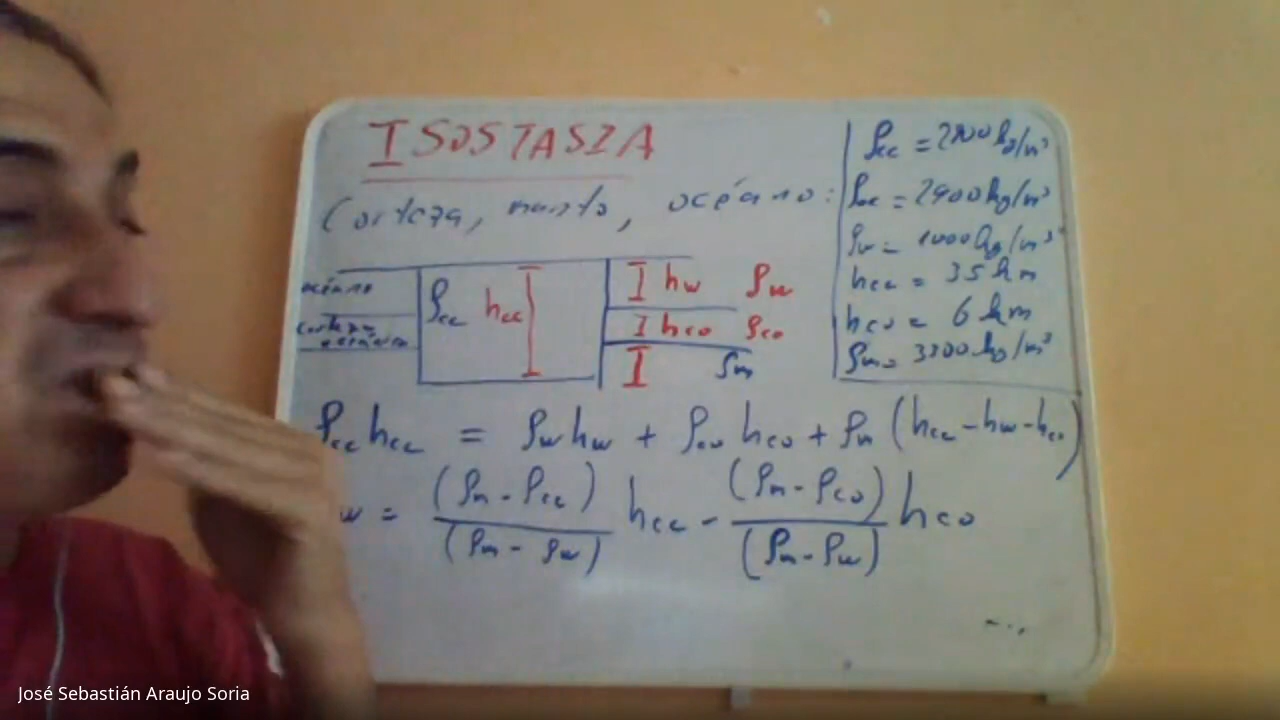 ISOSTASIA
Corteza, manto, océano:
ρcc = 2800 kg/m³
ρoc = 2900 kg/m³
ρw = 1000 kg/m³
hcc = 35 km
hco = 6 km
ρm = 3300 kg/m³
océano
corteza
oceánica
ρcc hcc
hw ρw
hco ρco
ρm
ρcc hcc = ρw hw + ρco hco + ρm (hcc - hw - hco)
w = (ρm - ρcc) / (ρm - ρw) hcc - (ρm - ρco) / (ρm - ρw) hco
José Sebastián Araujo Soria